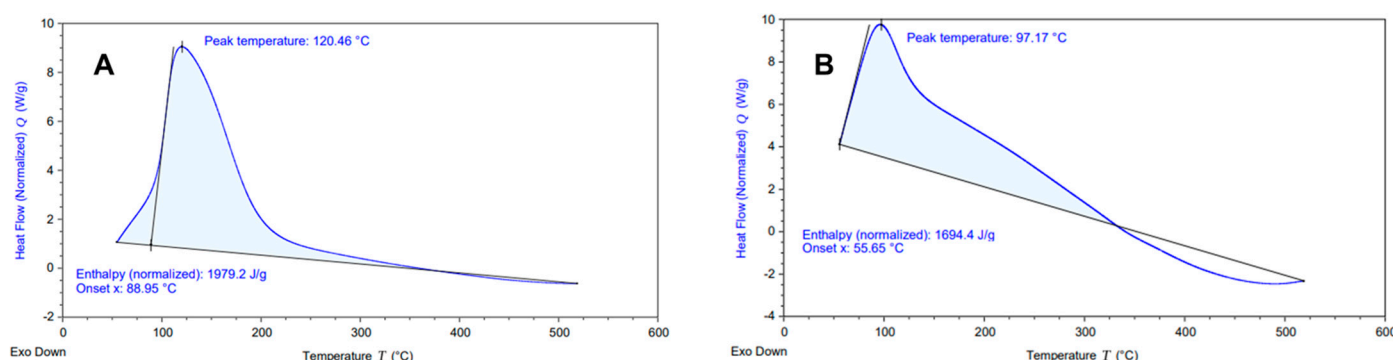 A
Peak temperature: 120.46 °C
Heat Flow (Normalized) Q (W/g)
10
8
6
4
2
0
-2
Enthalpy (normalized): 1979.2 J/g
Onset x: 88.95 °C
0 100 200 300 400 500 600
Exo Down
Temperature T (°C)
B
Peak temperature: 97.17 °C
Heat Flow (Normalized) Q (W/g)
10
8
6
4
2
0
-2
-4
Enthalpy (normalized): 1694.4 J/g
Onset x: 55.65 °C
0 100 200 300 400 500 600
Exo Down
Temperature T (°C)